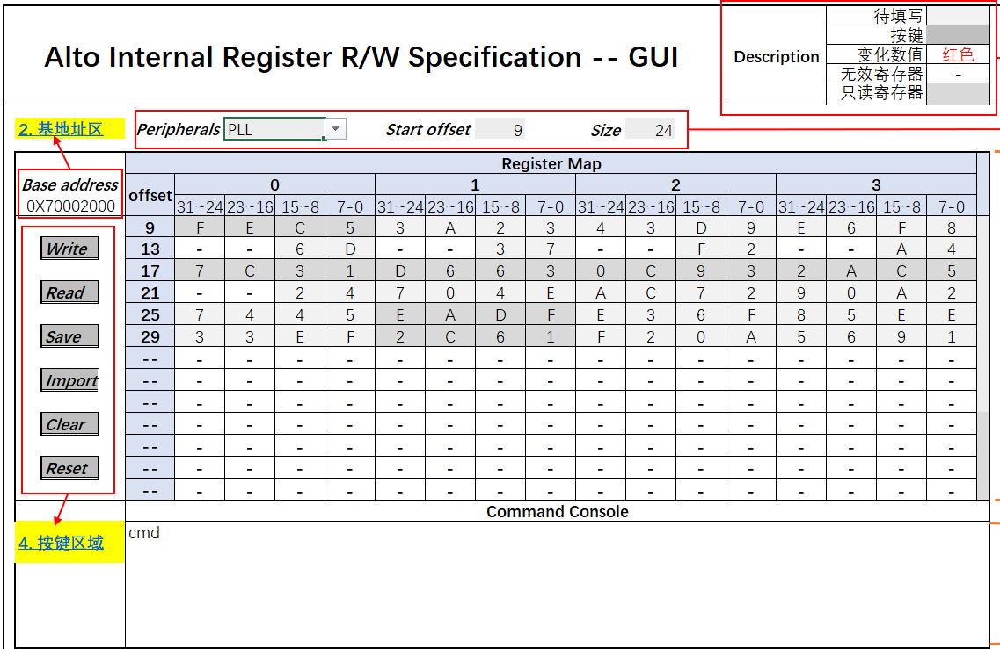 Alto Internal Register R/W Specification -- GUI
Description
待填写
按键
变化数值 红色
无效寄存器 -
只读寄存器
2. 基地址区
Peripherals PLL Start offset 9 Size 24
Register Map
Base address
0X70002000
offset 0 1 2 3
31~24 23~16 15~8 7-0 31~24 23~16 15~8 7-0 31~24 23~16 15~8 7-0 31~24 23~16 15~8 7-0
9 F E C 5 3 A 2 3 4 3 D 9 E 6 F 8
13 - - 6 D - - 3 7 - - F 2 - - A 4
17 7 C 3 1 D 6 6 3 0 C 9 3 2 A C 5
21 - - 2 4 7 0 4 E A C 7 2 9 0 A 2
25 7 4 4 5 E A D F E 3 6 F 8 5 E E
29 3 3 E F 2 C 6 1 F 2 0 A 5 6 9 1
-- - - - - - - - - - - - - - - - -
-- - - - - - - - - - - - - - - - -
-- - - - - - - - - - - - - - - - -
-- - - - - - - - - - - - - - - - -
-- - - - - - - - - - - - - - - - -
-- - - - - - - - - - - - - - - - -
-- - - - - - - - - - - - - - - - -
Write
Read
Save
Import
Clear
Reset
Command Console
4. 按键区域
cmd